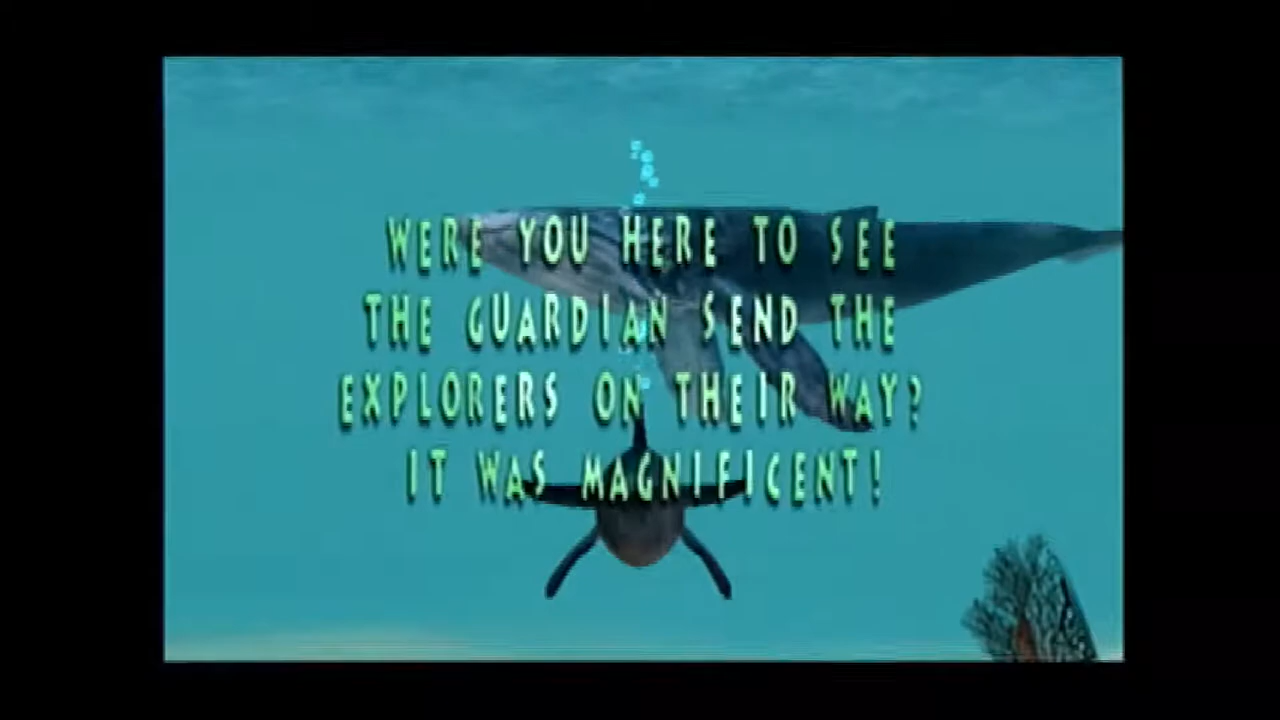 WERE YOU HERE TO SEE
THE GUARDIAN SEND THE
EXPLORERS ON THEIR WAY?
IT WAS MAGNIFICENT!